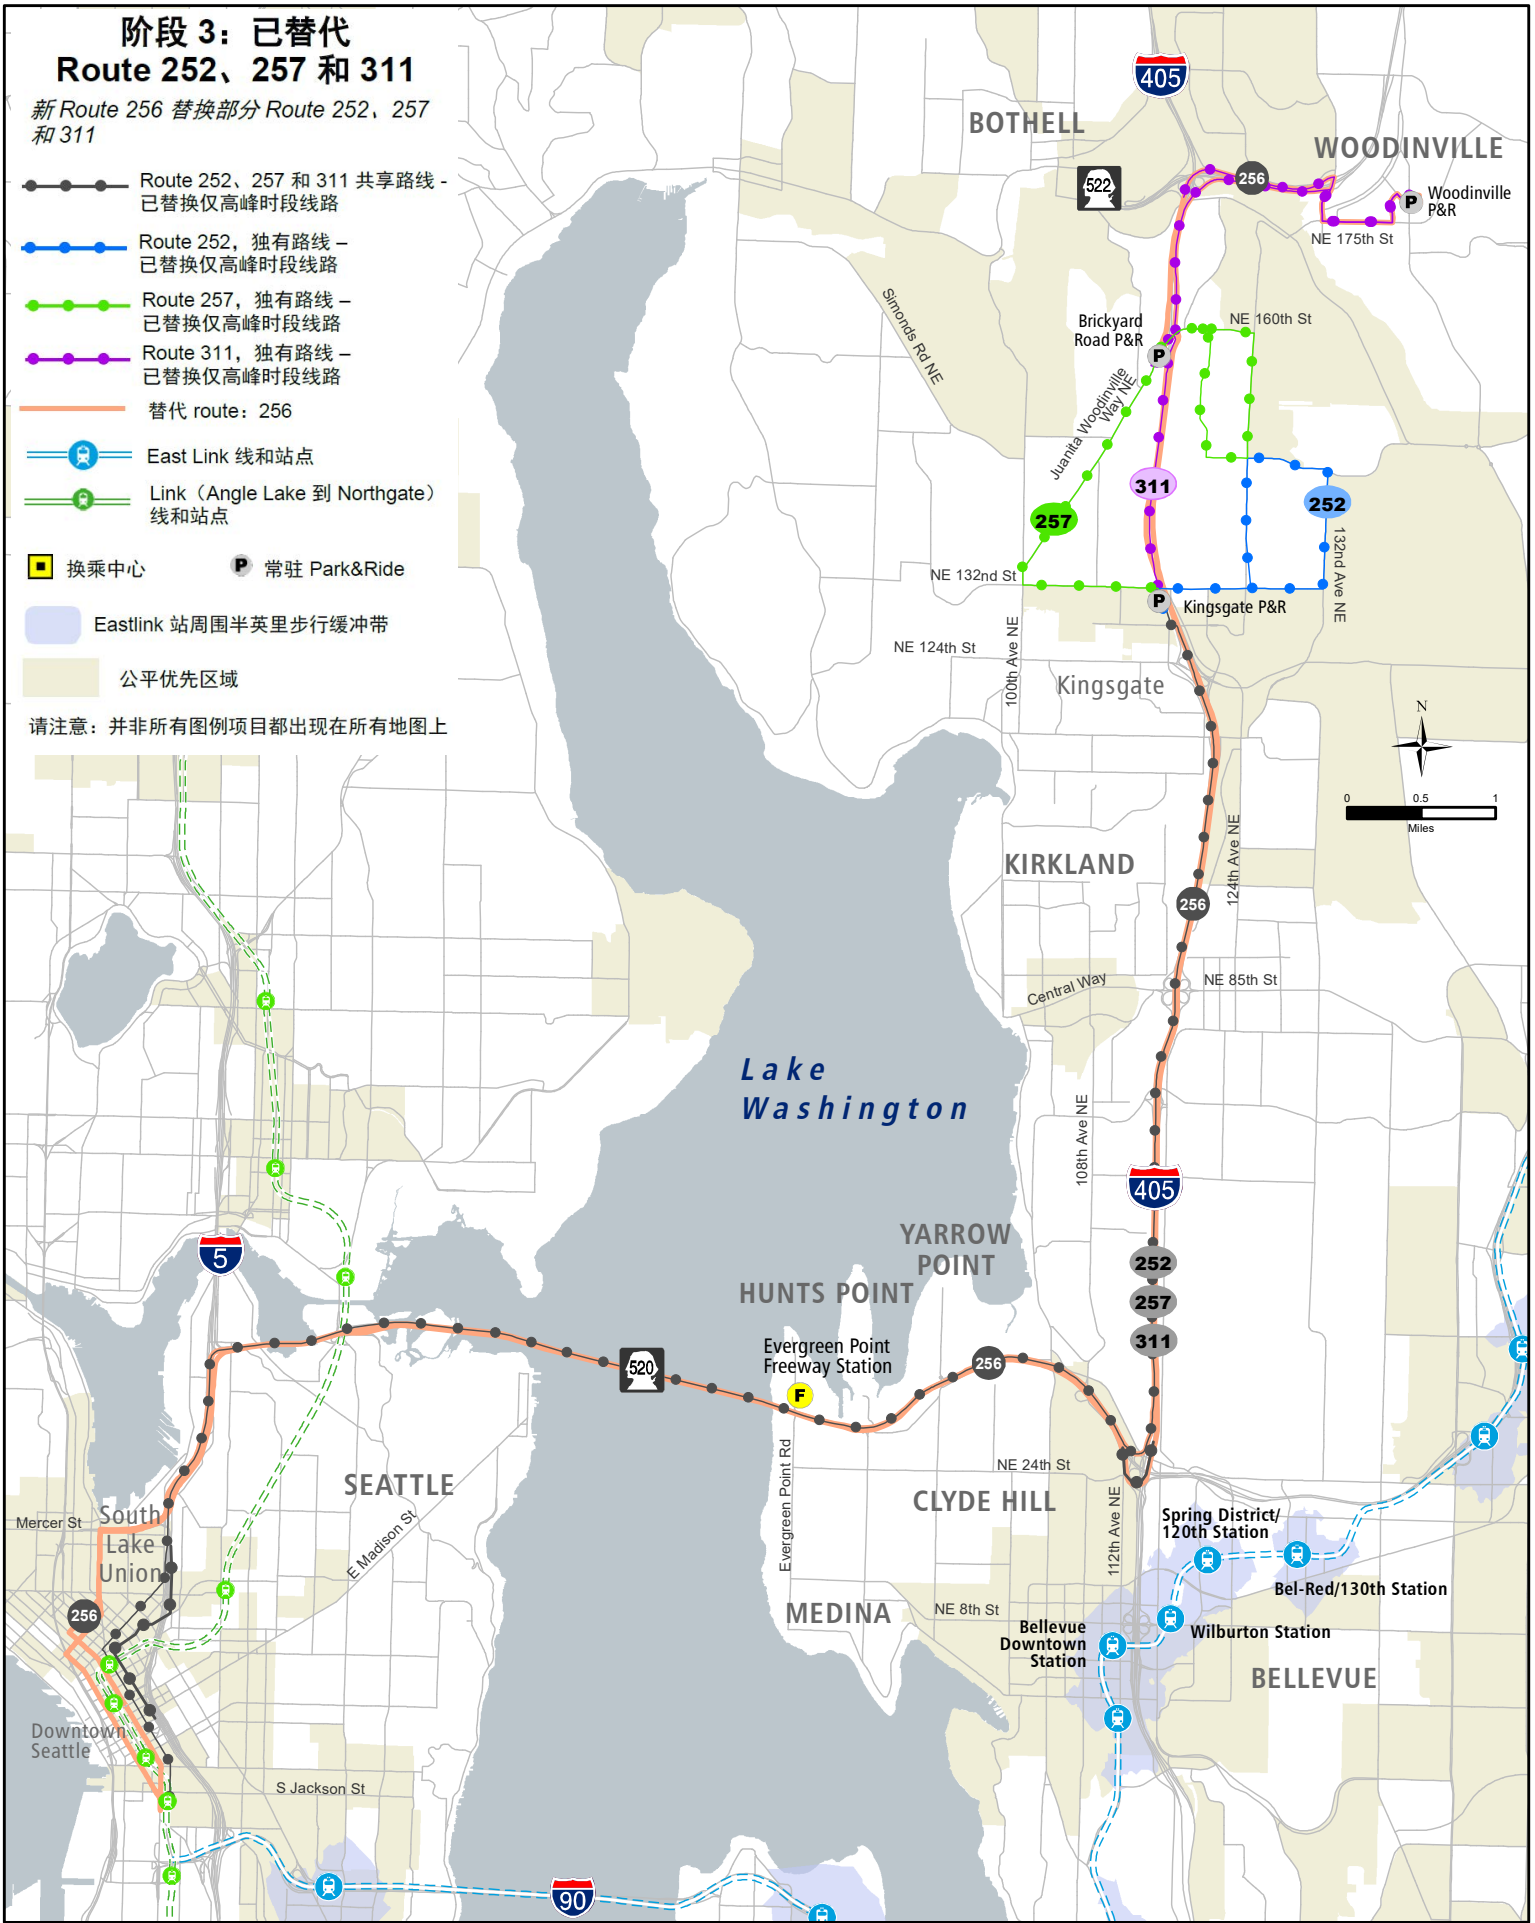 阶段 3：已替代
Route 252、257 和 311
新 Route 256 替换部分 Route 252、257
和 311
Route 252、257 和 311 共享路线 -
已替换仅高峰时段线路
Route 252，独有路线 –
已替换仅高峰时段线路
Route 257，独有路线 –
已替换仅高峰时段线路
Route 311，独有路线 –
已替换仅高峰时段线路
替代 route：256
East Link 线和站点
Link（Angle Lake 到 Northgate）
线和站点
换乘中心
P 常驻 Park&Ride
Eastlink 站周围半英里步行缓冲带
公平优先区域
请注意：并非所有图例项目都出现在所有地图上
405
BOTHELL
WOODINVILLE
522
256
P
Woodinville
P&R
NE 175th St
Simonds Rd NE
Brickyard
Road P&R
P
NE 160th St
Juanita Woodinville
Way NE
311
252
257
132nd Ave NE
NE 132nd St
P
Kingsgate P&R
100th Ave NE
NE 124th St
Kingsgate
N
0 0.5 1
Miles
KIRKLAND
124th Ave NE
256
Central Way
NE 85th St
Lake
Washington
108th Ave NE
405
YARROW
POINT
HUNTS POINT
252
257
311
5
Evergreen Point
Freeway Station
F
520
256
SEATTLE
Evergreen Point Rd
NE 24th St
CLYDE HILL
112th Ave NE
Mercer St
South
Lake
Union
E Madison St
Spring District/
120th Station
Bel-Red/130th Station
256
MEDINA
NE 8th St
Bellevue
Downtown
Station
Wilburton Station
BELLEVUE
Downtown
Seattle
S Jackson St
90